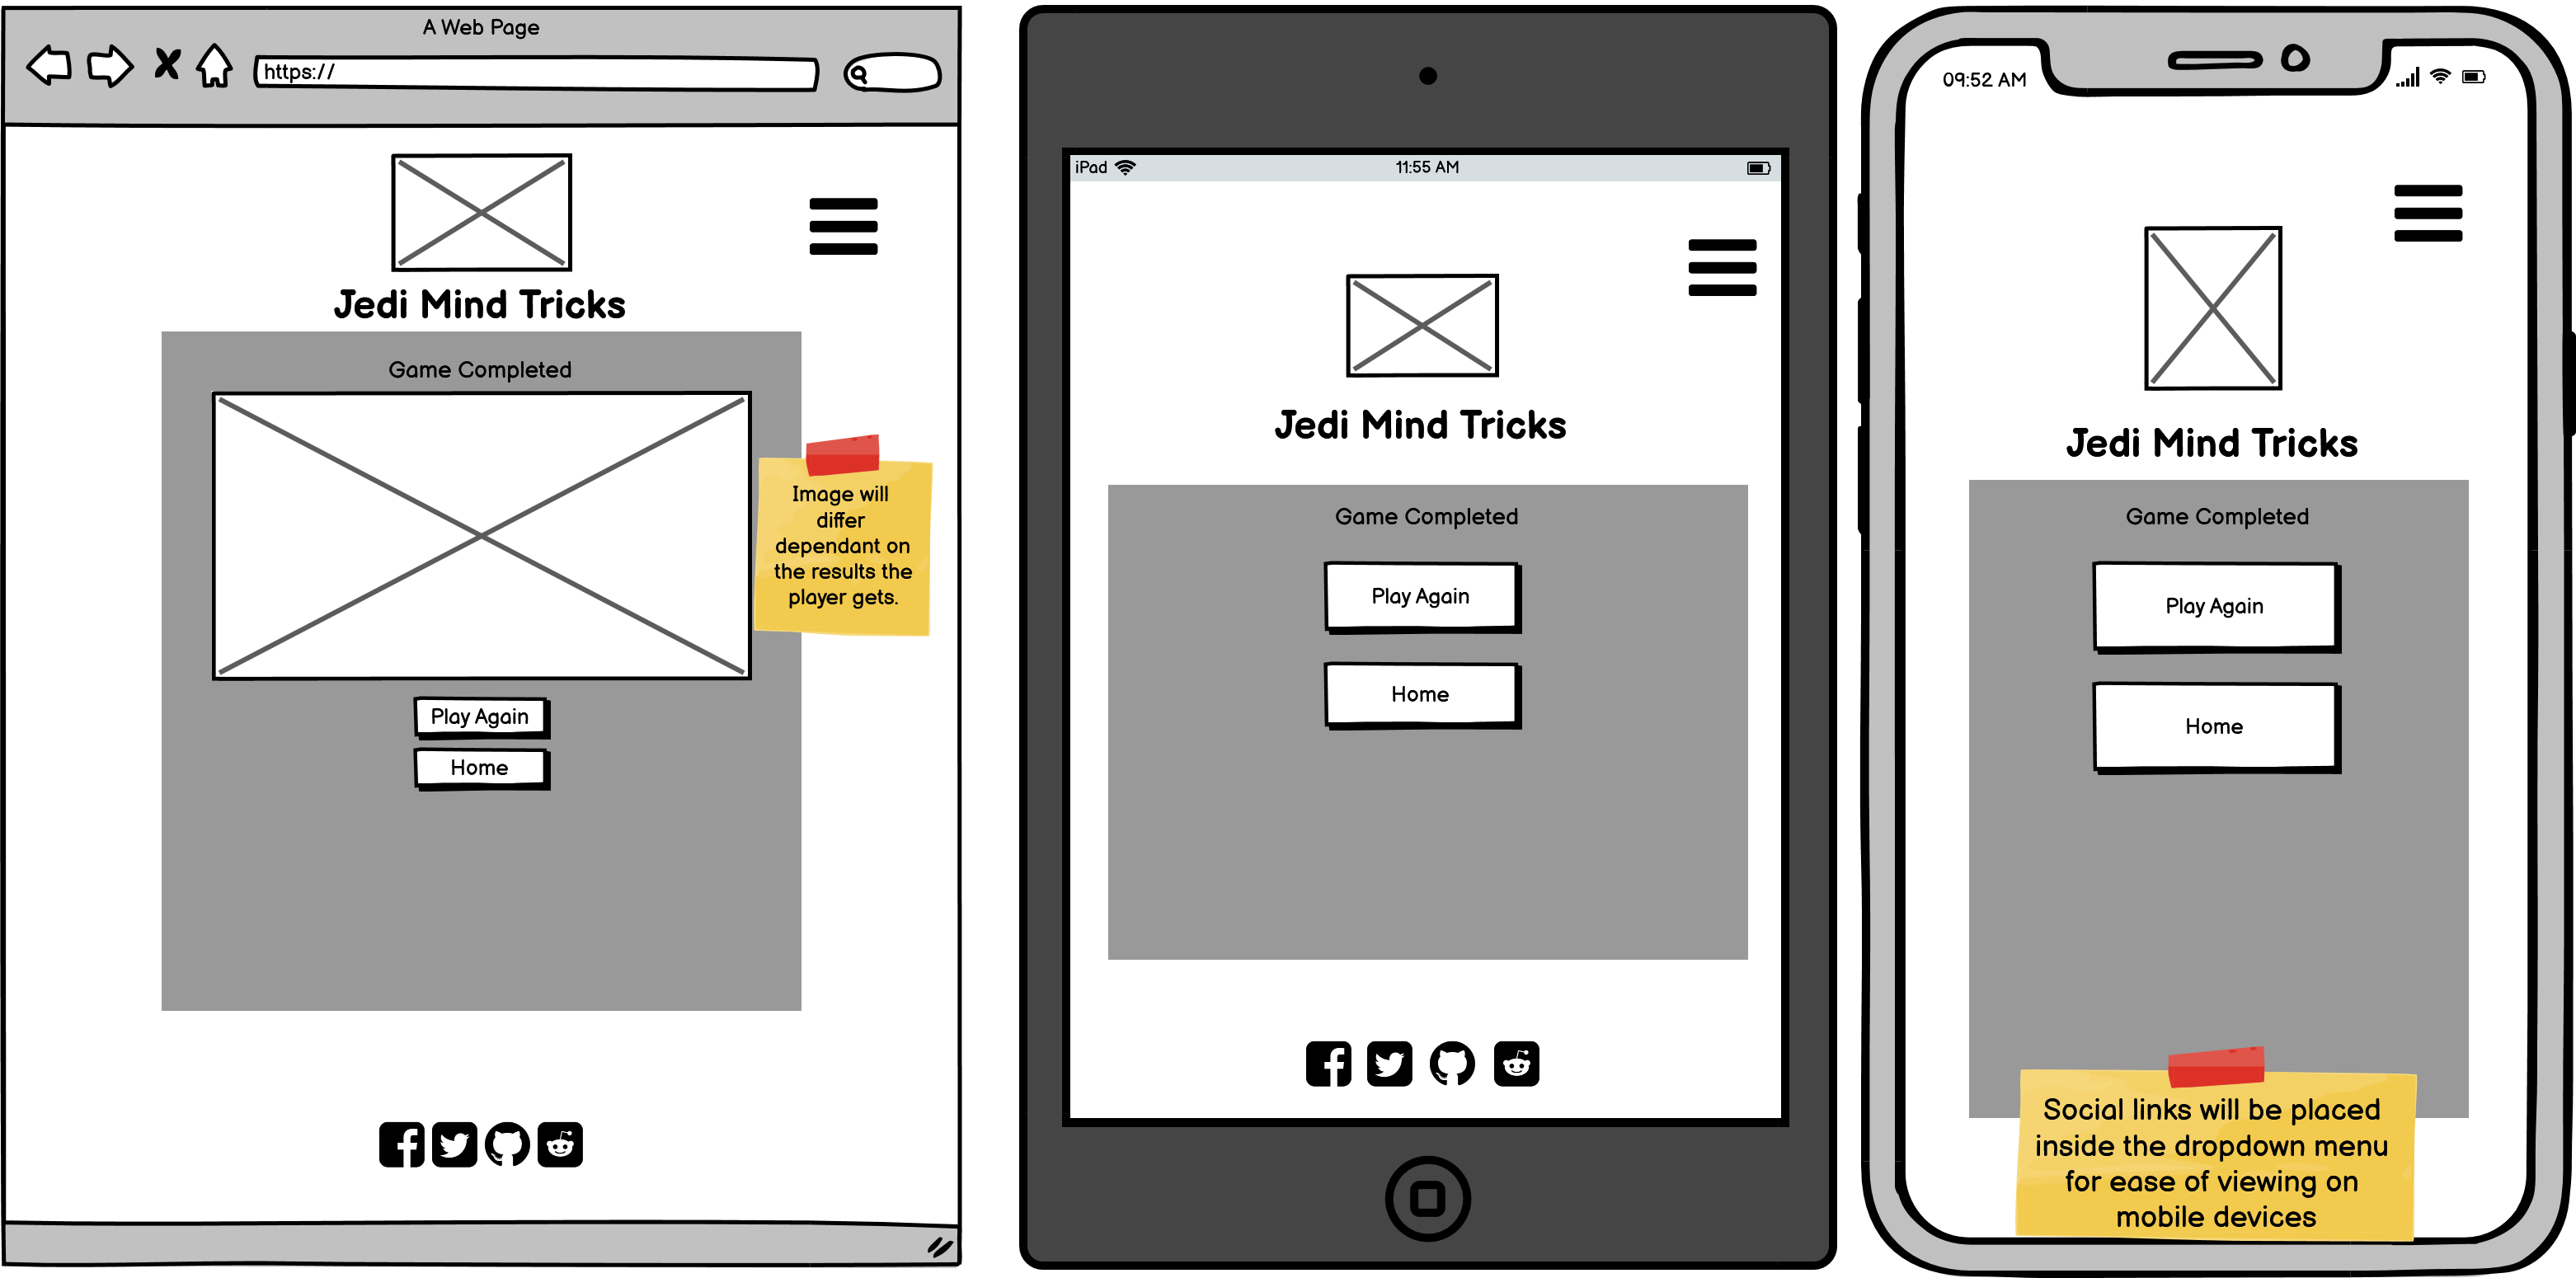 A Web Page
https://
Jedi Mind Tricks
Game Completed
Image will
differ
dependant on
the results the
player gets.
Play Again
Home
iPad
11:55 AM
Jedi Mind Tricks
Game Completed
Play Again
Home
09:52 AM
Jedi Mind Tricks
Game Completed
Play Again
Home
Social links will be placed
inside the dropdown menu
for ease of viewing on
mobile devices